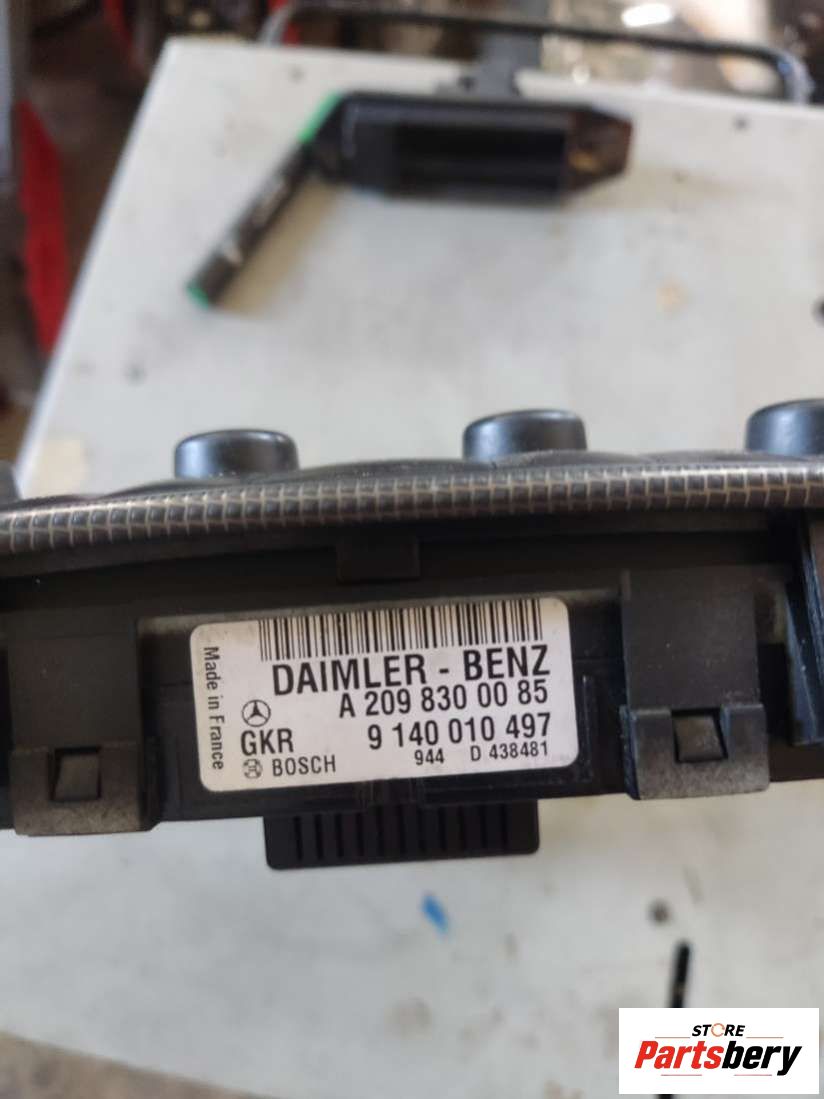 Made in France
DAIMLER - BENZ
A 209 830 00 85
GKR 9 140 010 497
BOSCH 944 D 438481
STORE
Partsbery